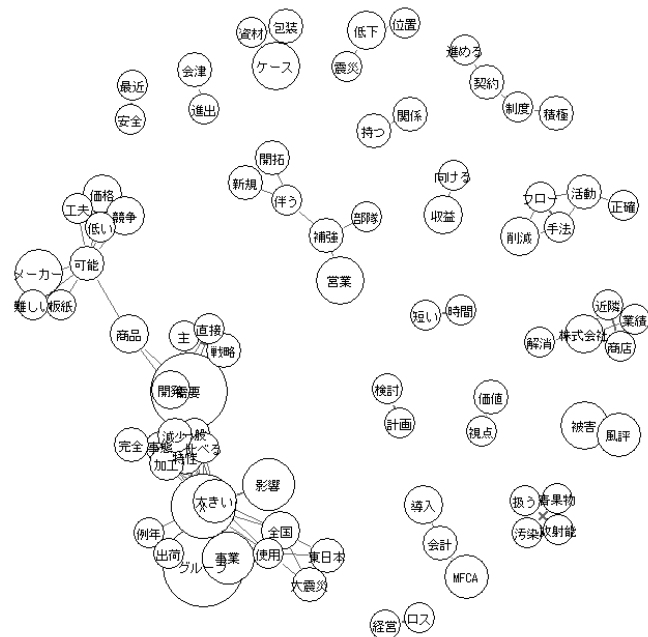 資材
包装
ケース
低下
位置
震災
進める
契約
制度
積極
会津
進出
最近
安全
持つ
関係
開拓
新規
伴う
補強
部隊
営業
向ける
収益
フロー
活動
正確
削減
手法
価格
工夫
競争
低い
可能
メーカー
難しい
板紙
商品
主
直接
戦略
開発
需要
短い
時間
近隣
業績
株式会社
解消
商店
検討
計画
価値
視点
被害
風評
減少
一般
完全
事態
比べる
特性
加工
大きい
影響
例年
出荷
グループ
事業
全国
使用
東日本
大震災
導入
会計
MFCA
扱う
青果物
汚染
放射能
経営
ロス